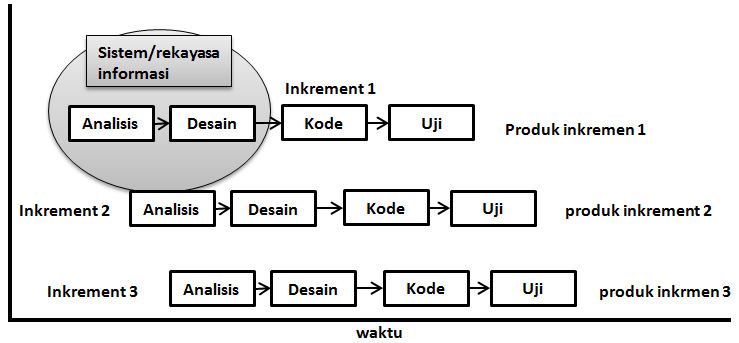 Sistem/rekayasa
informasi
Inkrement 1
Analisis
Desain
Kode
Uji
Produk inkremen 1
Inkrement 2
Analisis
Desain
Kode
Uji
produk inkrement 2
Inkrement 3
Analisis
Desain
Kode
Uji
produk inkrmen 3
waktu